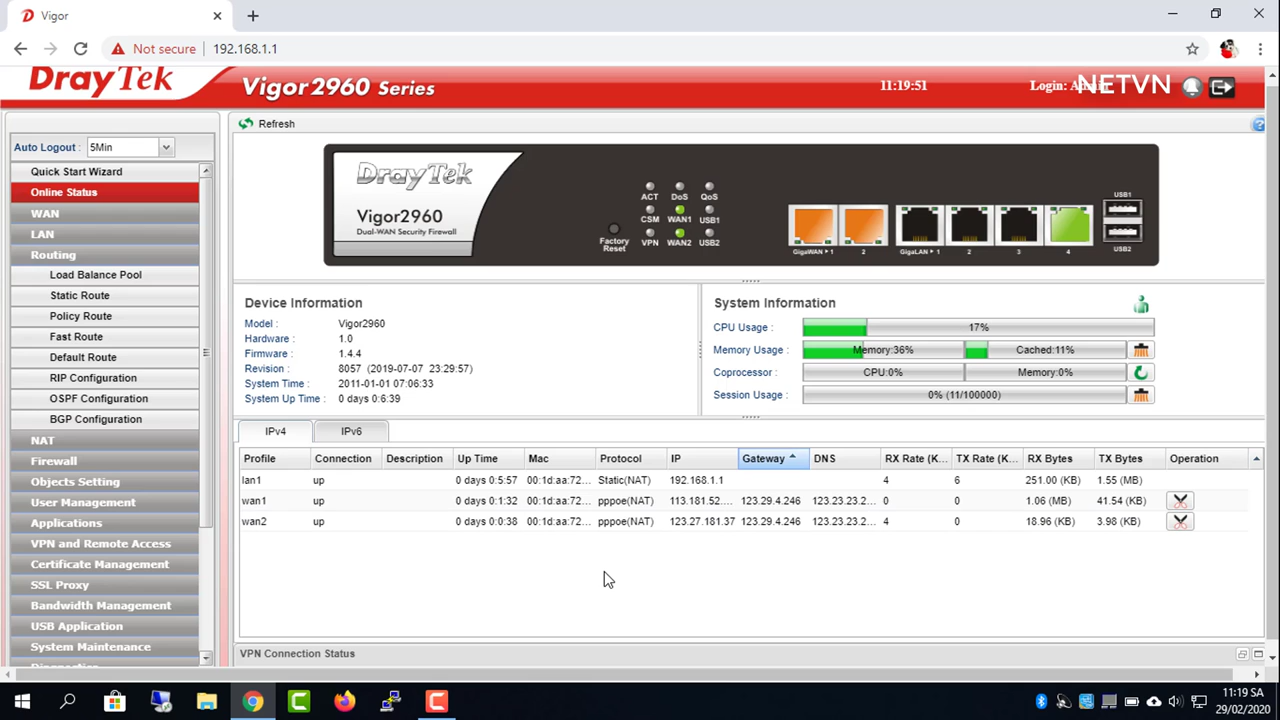 Vigor
Not secure 192.168.1.1
DrayTek Vigor2960 Series 11:19:51 Login: NETVN
Auto Logout : 5Min
Quick Start Wizard
Online Status
WAN
LAN
Routing
Load Balance Pool
Static Route
Policy Route
Fast Route
Default Route
RIP Configuration
OSPF Configuration
BGP Configuration
NAT
Firewall
Objects Setting
User Management
Applications
VPN and Remote Access
Certificate Management
SSL Proxy
Bandwidth Management
USB Application
System Maintenance
Refresh
DrayTek
Vigor2960
Dual-WAN Security Firewall
Factory Reset
ACT DoS QoS
CSM WAN1 USB1
VPN WAN2 USB2
GigaWAN 1 2 GigaLAN 1 2 3 4
USB1
USB2
Device Information
Model : Vigor2960
Hardware : 1.0
Firmware : 1.4.4
Revision : 8057 (2019-07-07 23:29:57)
System Time : 2011-01-01 07:06:33
System Up Time : 0 days 0:6:39
System Information
CPU Usage : 17%
Memory Usage : Memory:36% Cached:11%
Coprocessor : CPU:0% Memory:0%
Session Usage : 0% (11/100000)
IPv4 IPv6
Profile Connection Description Up Time Mac Protocol IP Gateway DNS RX Rate (K... TX Rate (K... RX Bytes TX Bytes Operation
lan1 up 0 days 0:5:57 00:1d:aa:72... Static(NAT) 192.168.1.1 4 6 251.00 (KB) 1.55 (MB)
wan1 up 0 days 0:1:32 00:1d:aa:72... pppoe(NAT) 113.181.52.... 123.29.4.246 123.23.23.2... 0 0 1.06 (MB) 41.54 (KB)
wan2 up 0 days 0:0:38 00:1d:aa:72... pppoe(NAT) 123.27.181.37 123.29.4.246 123.23.23.2... 4 0 18.96 (KB) 3.98 (KB)
VPN Connection Status
11:19 SA
29/02/2020